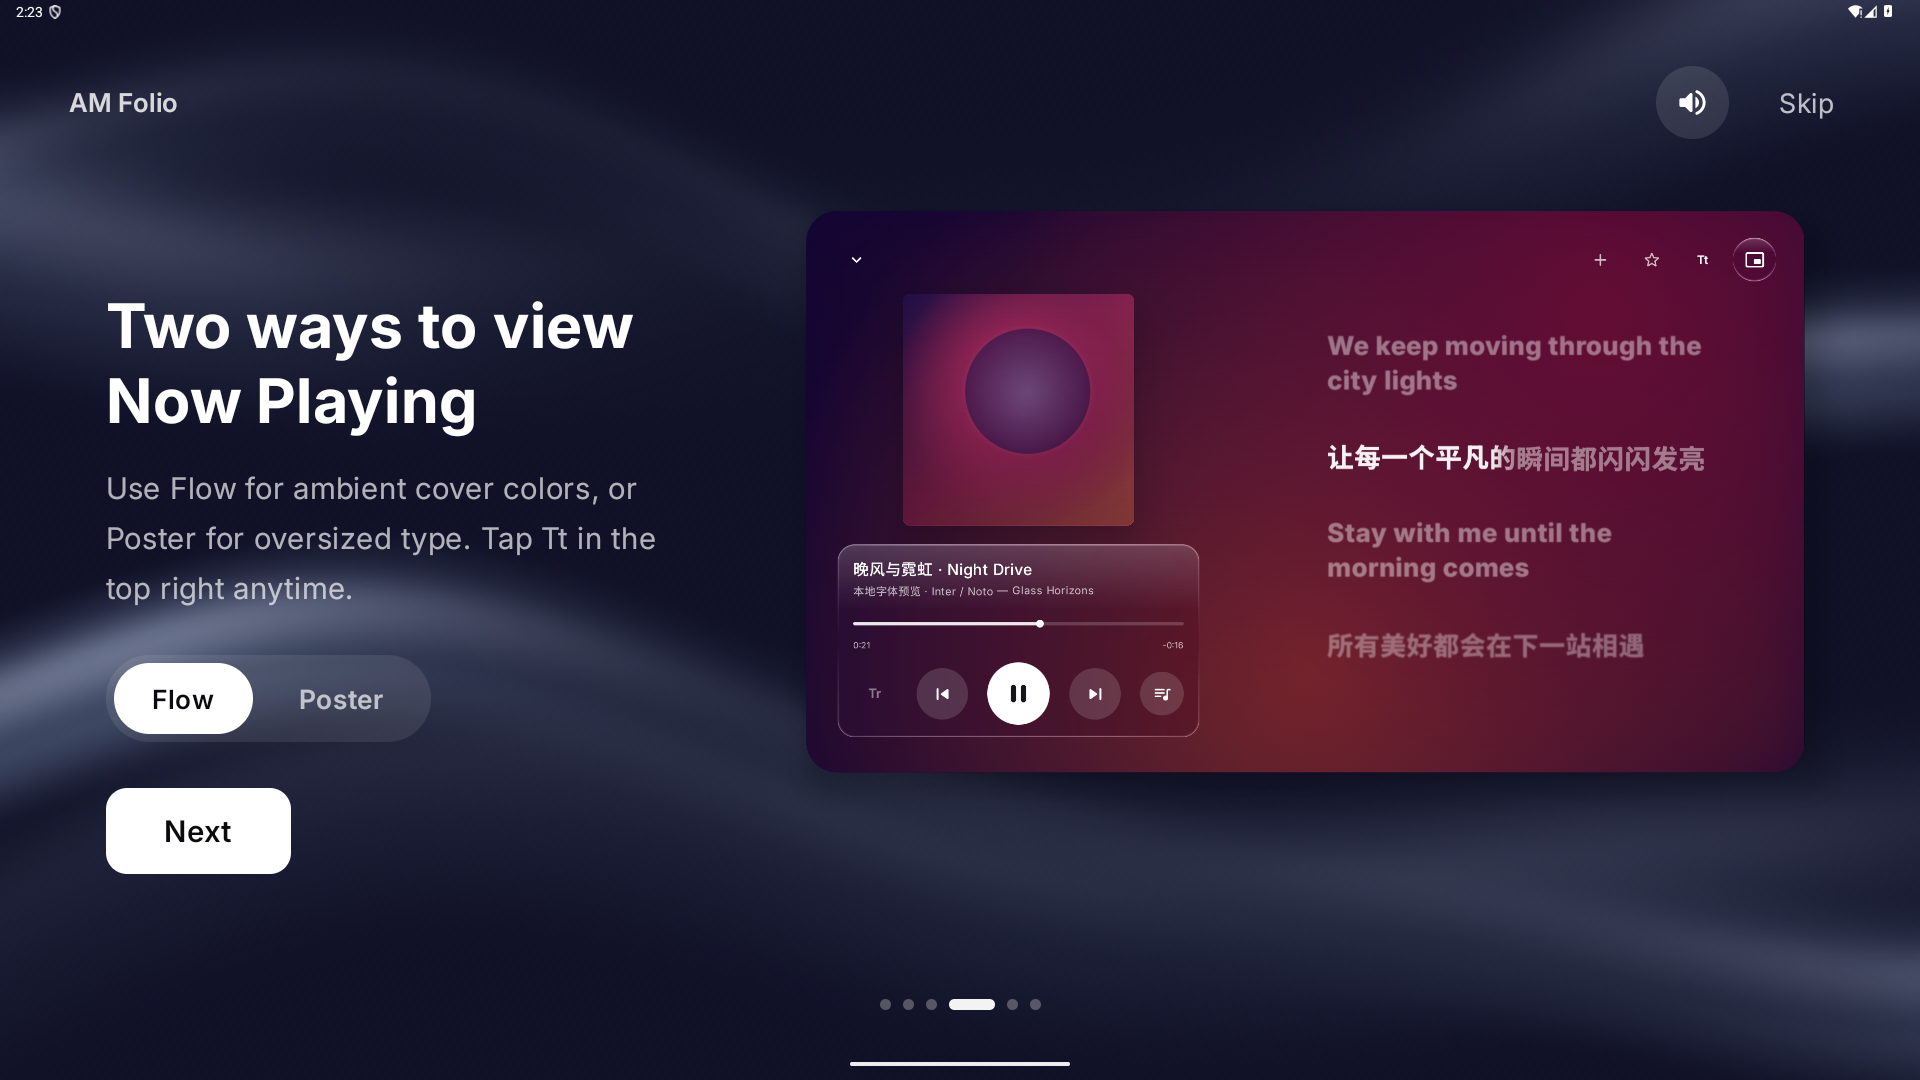 2:23
AM Folio
Skip
Two ways to view
Now Playing
Use Flow for ambient cover colors, or
Poster for oversized type. Tap Tt in the
top right anytime.
Flow
Poster
Next
Tt
We keep moving through the
city lights
让每一个平凡的瞬间都闪闪发亮
Stay with me until the
morning comes
所有美好都会在下一站相遇
晚风与霓虹 · Night Drive
本地字体预览 · Inter / Noto — Glass Horizons
0:21
-0:16
Tr